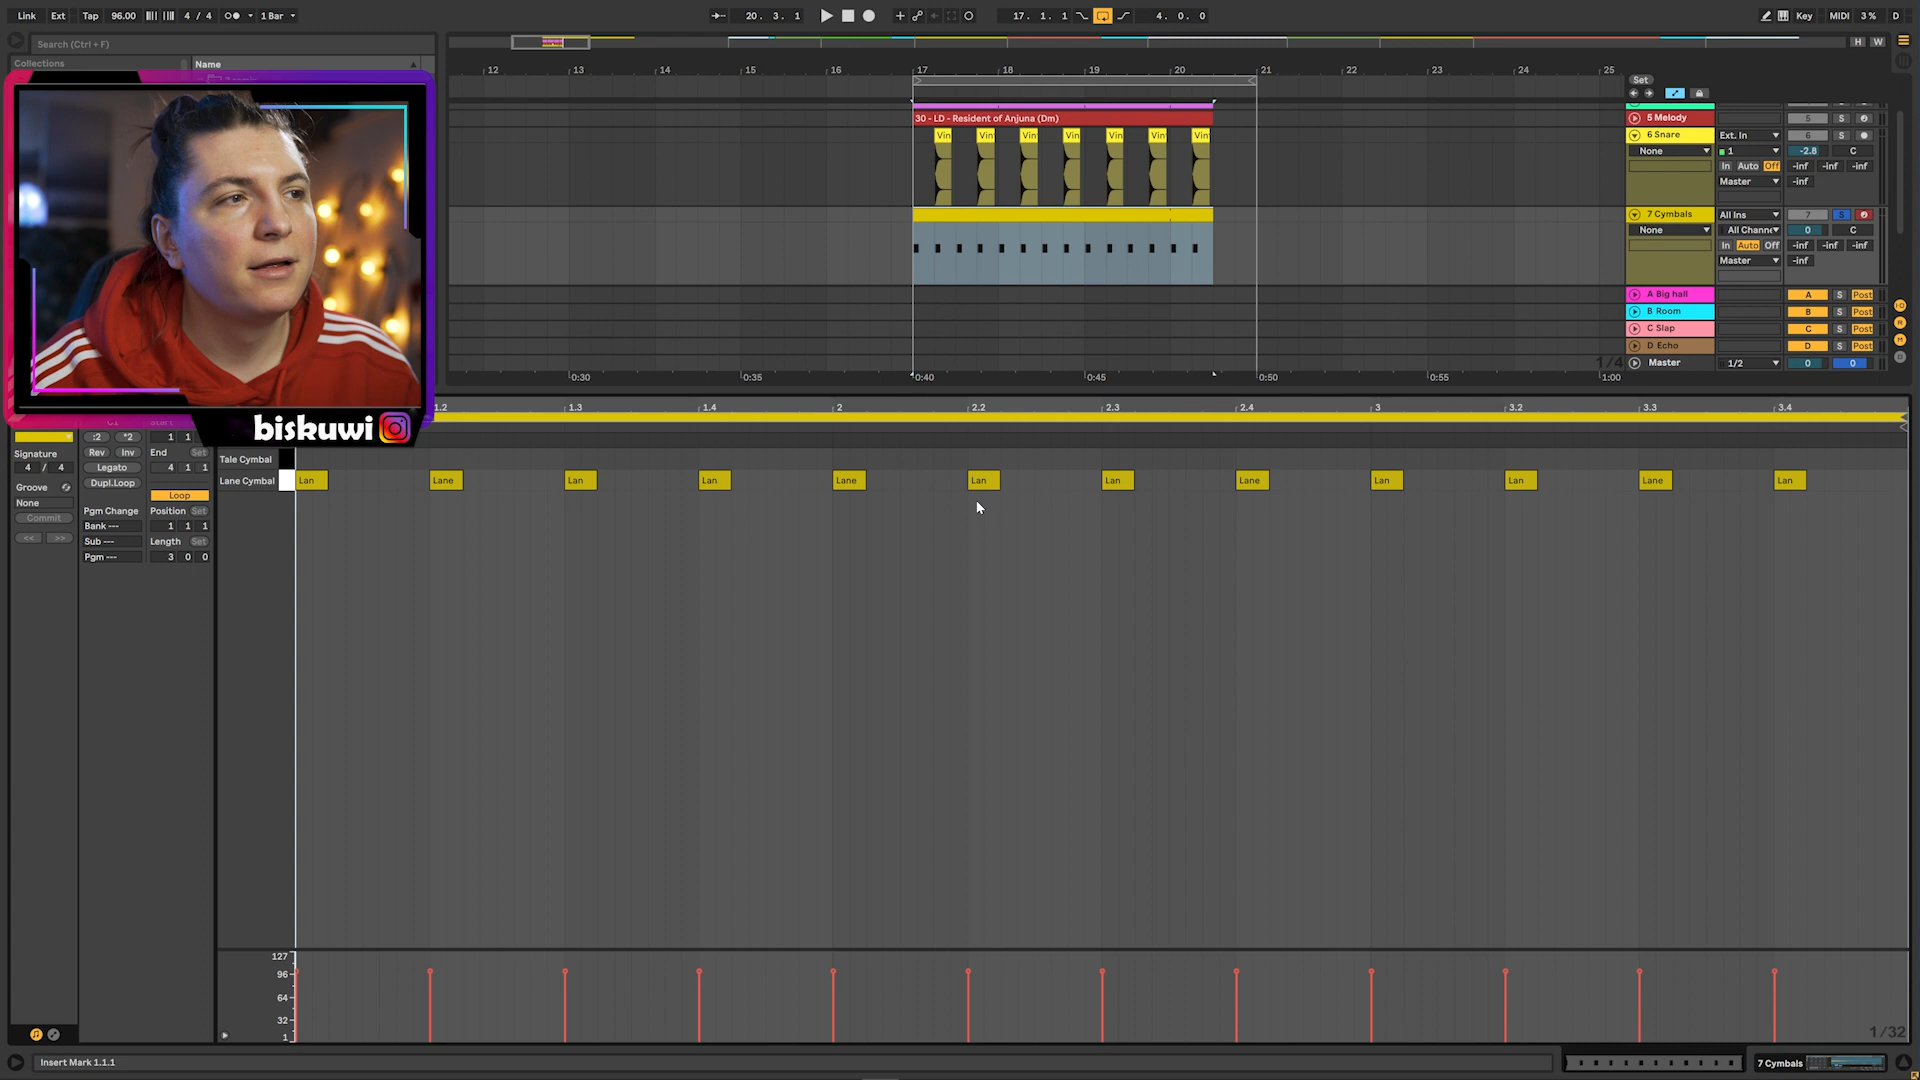 Link Ext Tap 96.00 4 / 4 1 Bar
20. 3. 1
17. 1. 1 4. 0. 0
Key MIDI 3% D
Search (Ctrl + F)
Collections Name
H W
12 13 14 15 16 17 18 19 20 21 22 23 24 25
Set
30 - LD - Resident of Anjuna (Dm)
5 Melody 5 S
Vin Vin Vin Vin Vin Vin Vin
6 Snare Ext. In 6 S
None 1 -2.8 C
In Auto Off -inf -inf -inf
Master -inf
7 Cymbals All Ins 7 S
None All Channe 0 C
In Auto Off -inf -inf -inf
Master -inf
A Big hall A S Post
B Room B S Post
C Slap C S Post
D Echo D S Post
1/4 Master 1/2 0 0
0:30 0:35 0:40 0:45 0:50 0:55 1:00
biskuwi
1.2 1.3 1.4 2 2.2 2.3 2.4 3 3.2 3.3 3.4
:2 *2 1 1
Signature Rev Inv End Set
4 / 4 Legato 4 1 1
Groove Dupl.Loop
None Loop
Commit Pgm Change Position Set
Bank --- 1 1 1
<< >> Sub --- Length Set
Pgm --- 3 0 0
Tale Cymbal
Lane Cymbal Lan Lane Lan Lan Lane Lan Lan Lane Lan Lan Lane Lan
127
96
64
32
1
1/32
Insert Mark 1.1.1
7 Cymbals